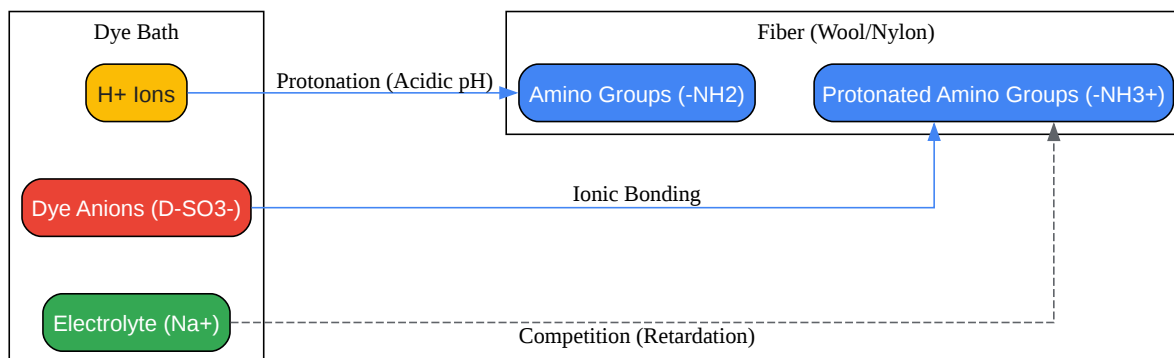 Dye Bath
Fiber (Wool/Nylon)
H+ Ions
Protonation (Acidic pH)
Amino Groups (-NH2)
Protonated Amino Groups (-NH3+)
Dye Anions (D-SO3-)
Ionic Bonding
Electrolyte (Na+)
Competition (Retardation)